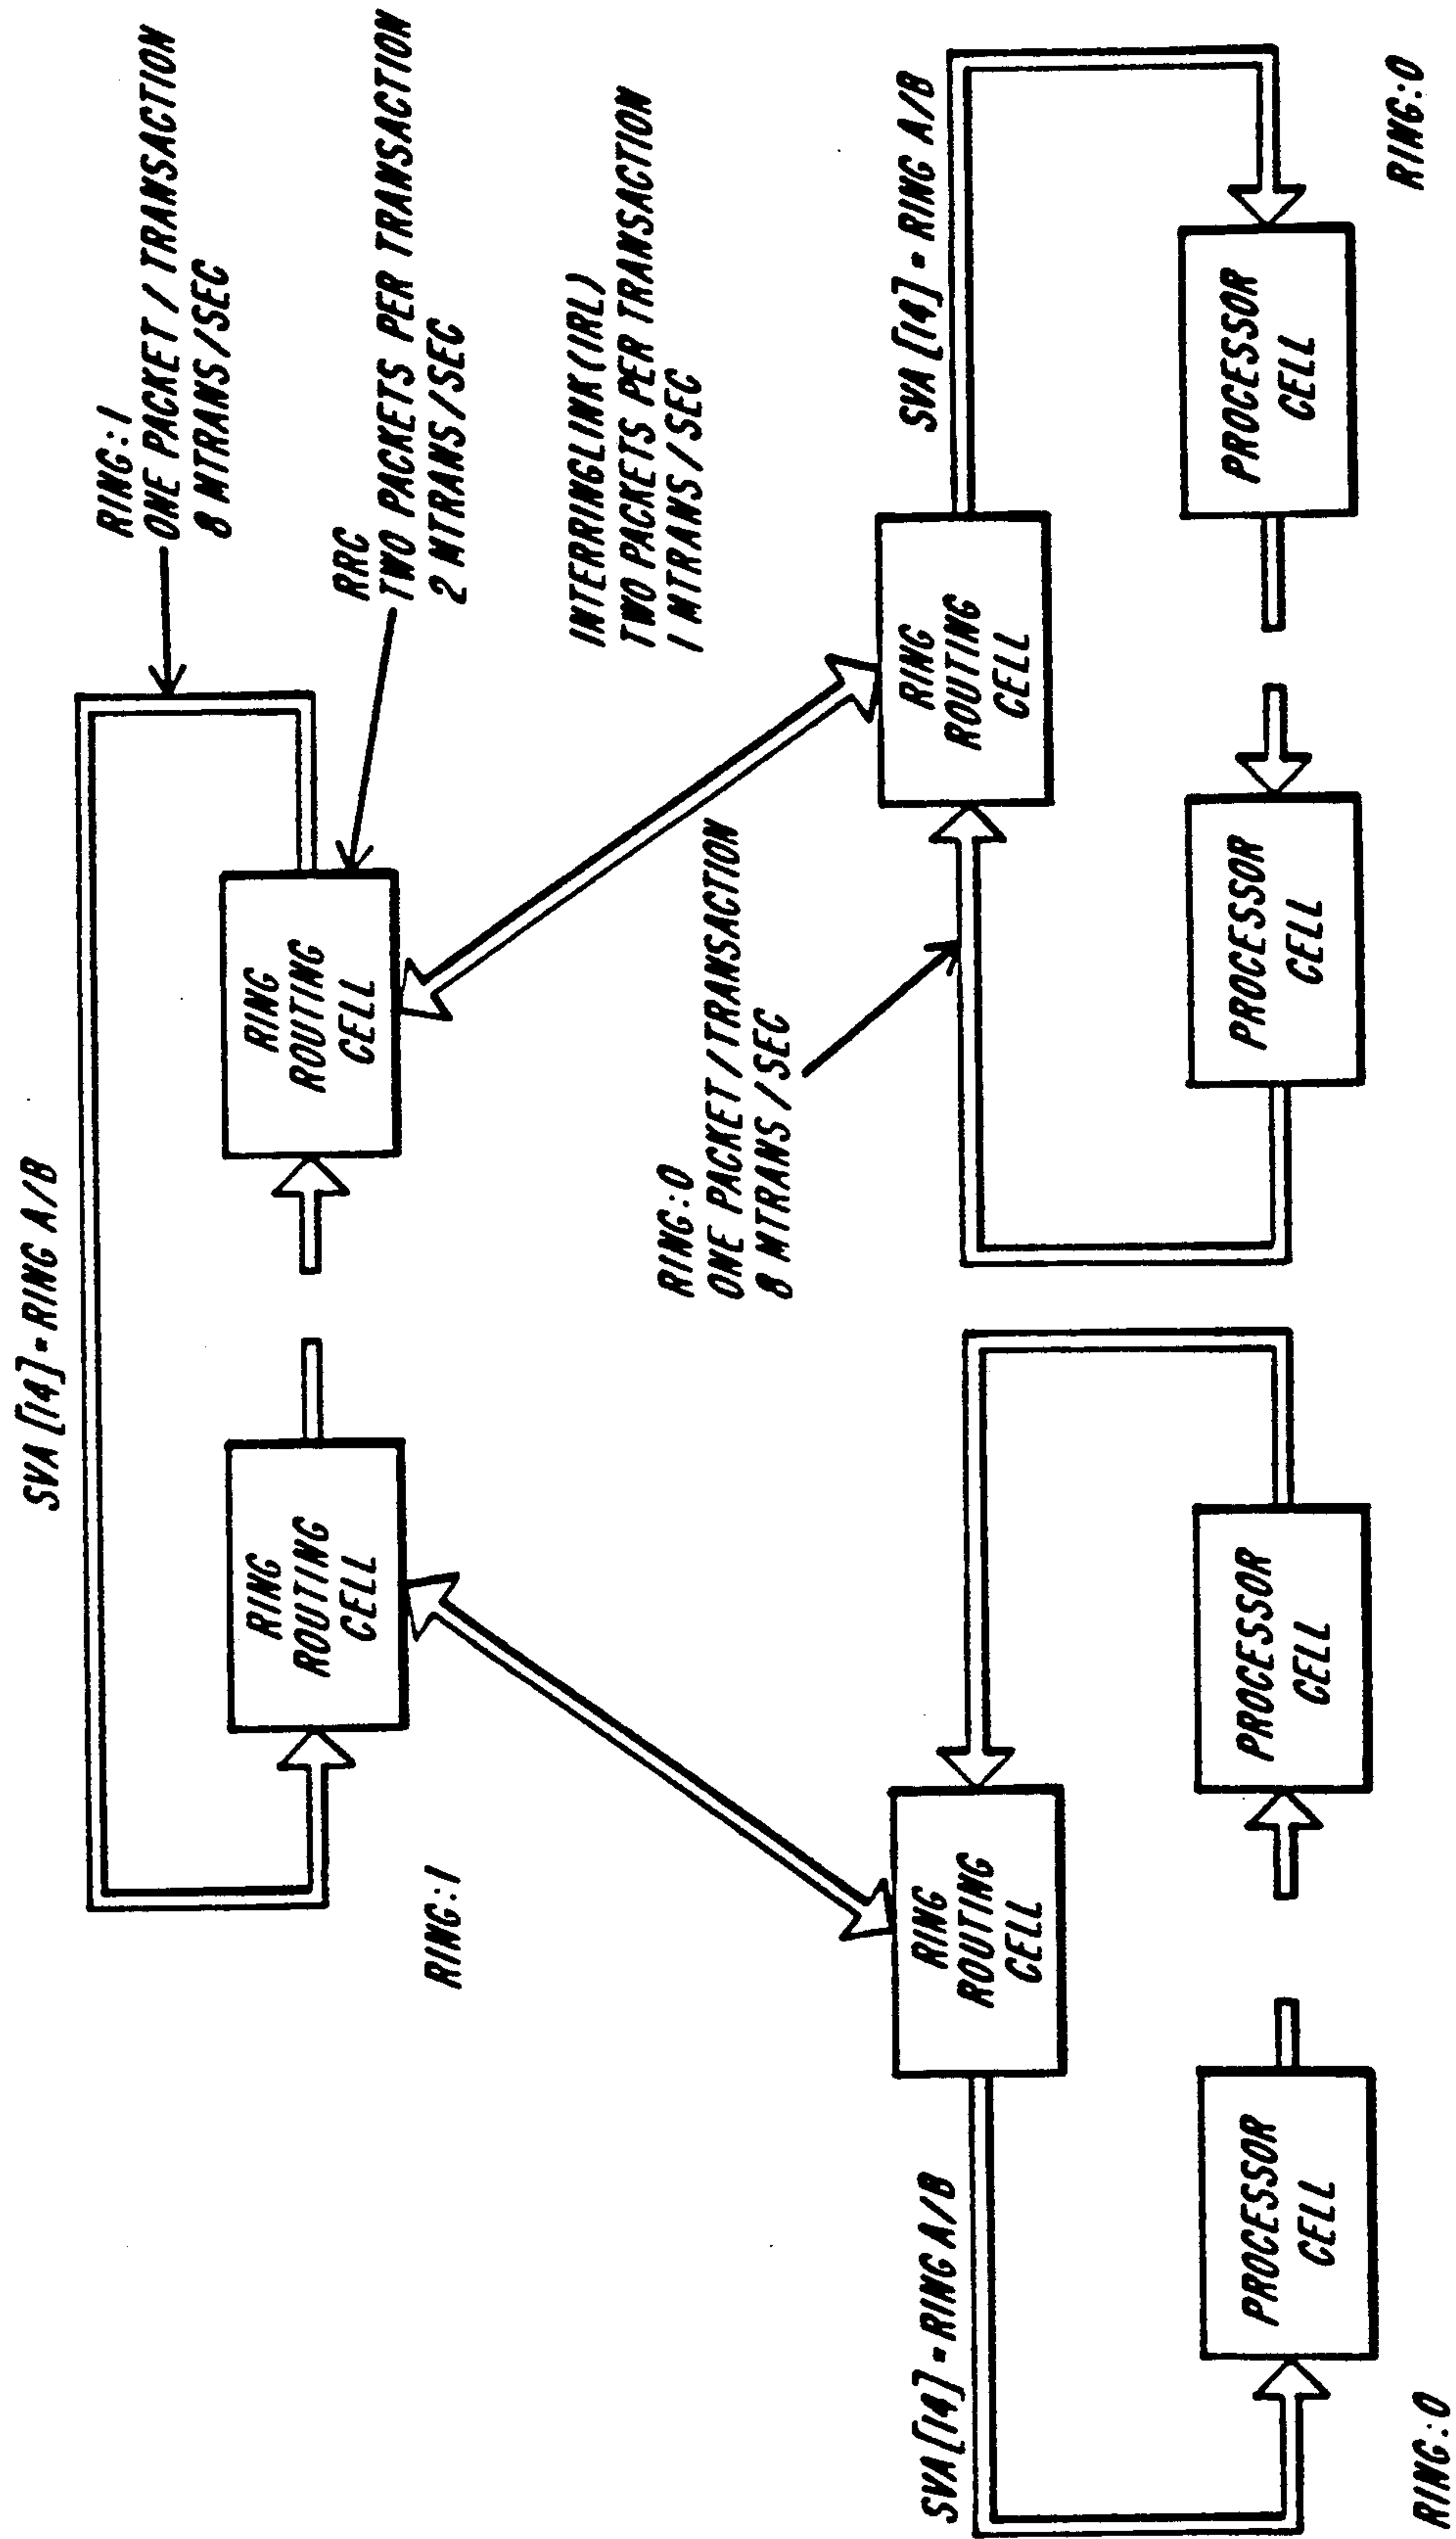 SVA [14] = RING A/B
RING:1
ONE PACKET / TRANSACTION
8 MTRANS/SEC
RRC
TWO PACKETS PER TRANSACTION
2 MTRANS/SEC
RING
ROUTING
CELL
RING
ROUTING
CELL
RING:1
INTERRINGLINK (IRL)
TWO PACKETS PER TRANSACTION
1 MTRANS/SEC
RING:0
ONE PACKET/TRANSACTION
8 MTRANS/SEC
SVA [14] = RING A/B
RING
ROUTING
CELL
RING
ROUTING
CELL
SVA [14] = RING A/B
PROCESSOR
CELL
PROCESSOR
CELL
PROCESSOR
CELL
PROCESSOR
CELL
RING:0
RING:0